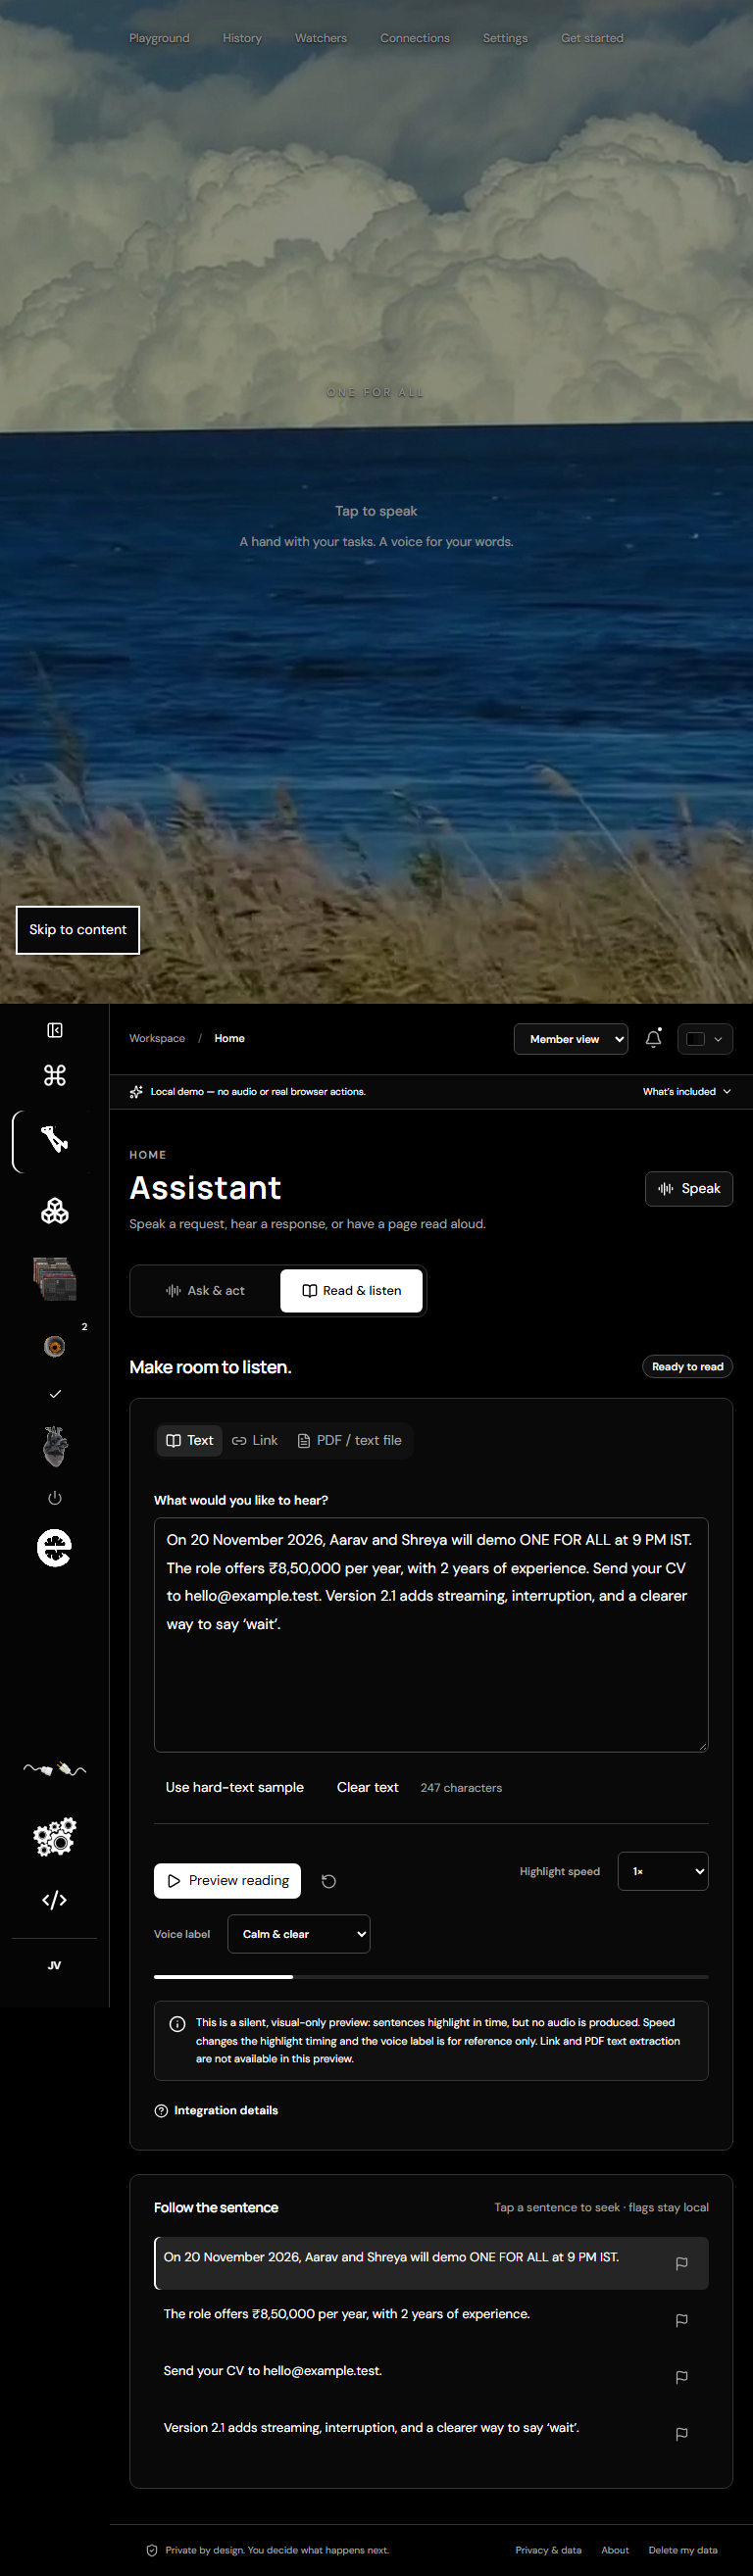 Playground History Watchers Connections Settings Get started
ONE FOR ALL
Tap to speak
A hand with your tasks. A voice for your words.
Skip to content
Workspace / Home
Member view
Local demo — no audio or real browser actions.
What's included
HOME
Assistant
Speak
Speak a request, hear a response, or have a page read aloud.
Ask & act
Read & listen
2
Make room to listen.
Ready to read
Text
Link
PDF / text file
What would you like to hear?
On 20 November 2026, Aarav and Shreya will demo ONE FOR ALL at 9 PM IST.
The role offers ₹8,50,000 per year, with 2 years of experience. Send your CV
to hello@example.test. Version 2.1 adds streaming, interruption, and a clearer
way to say ‘wait’.
Use hard-text sample
Clear text
247 characters
Preview reading
Highlight speed
1×
Voice label
Calm & clear
JV
This is a silent, visual-only preview: sentences highlight in time, but no audio is produced. Speed
changes the highlight timing and the voice label is for reference only. Link and PDF text extraction
are not available in this preview.
Integration details
Follow the sentence
Tap a sentence to seek · flags stay local
On 20 November 2026, Aarav and Shreya will demo ONE FOR ALL at 9 PM IST.
The role offers ₹8,50,000 per year, with 2 years of experience.
Send your CV to hello@example.test.
Version 2.1 adds streaming, interruption, and a clearer way to say ‘wait’.
Private by design. You decide what happens next.
Privacy & data
About
Delete my data